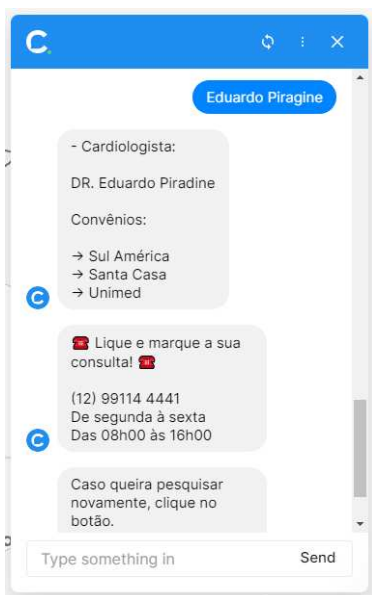 C.
Eduardo Piragine
- Cardiologista:
DR. Eduardo Piradine
Convênios:
→ Sul América
→ Santa Casa
→ Unimed
C
☎️ Lique e marque a sua
consulta! ☎️
(12) 99114 4441
De segunda à sexta
Das 08h00 às 16h00
C
Caso queira pesquisar
novamente, clique no
botão.
Type something in
Send